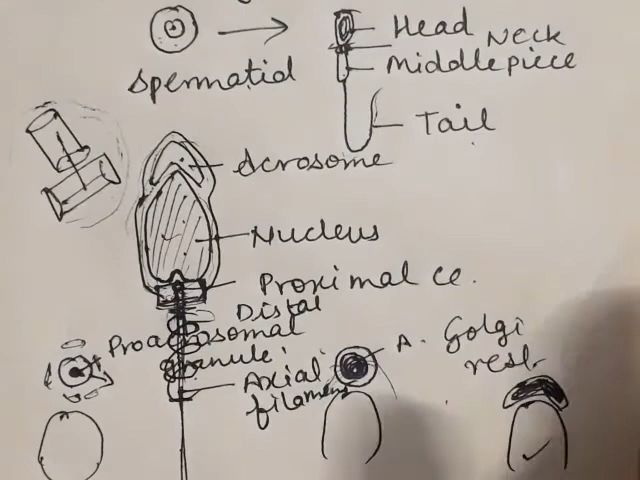 Head
Neck
Middlepiece
Spermatid
Tail
Acrosome
Nucleus
Proximal ce.
Distal
Proacrosomal
granule
A. Golgi
rest.
Axial
filament